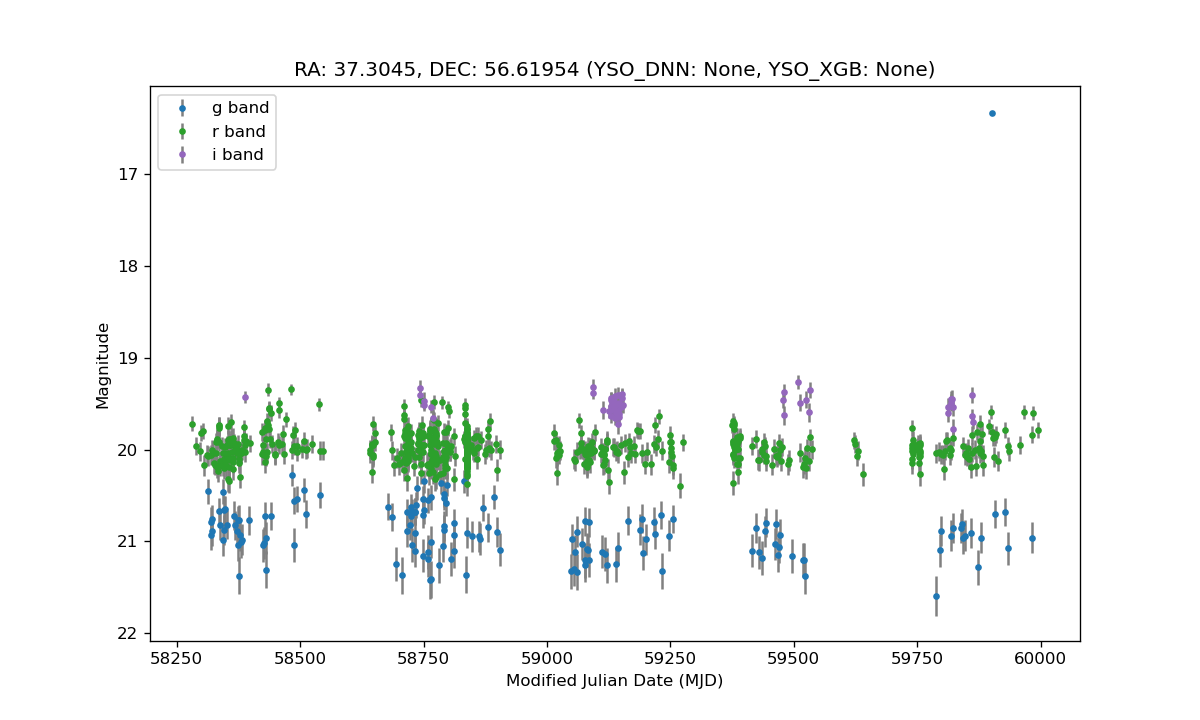 RA: 37.3045, DEC: 56.61954 (YSO_DNN: None, YSO_XGB: None)
g band
r band
i band
Magnitude
17
18
19
20
21
22
58250 58500 58750 59000 59250 59500 59750 60000
Modified Julian Date (MJD)